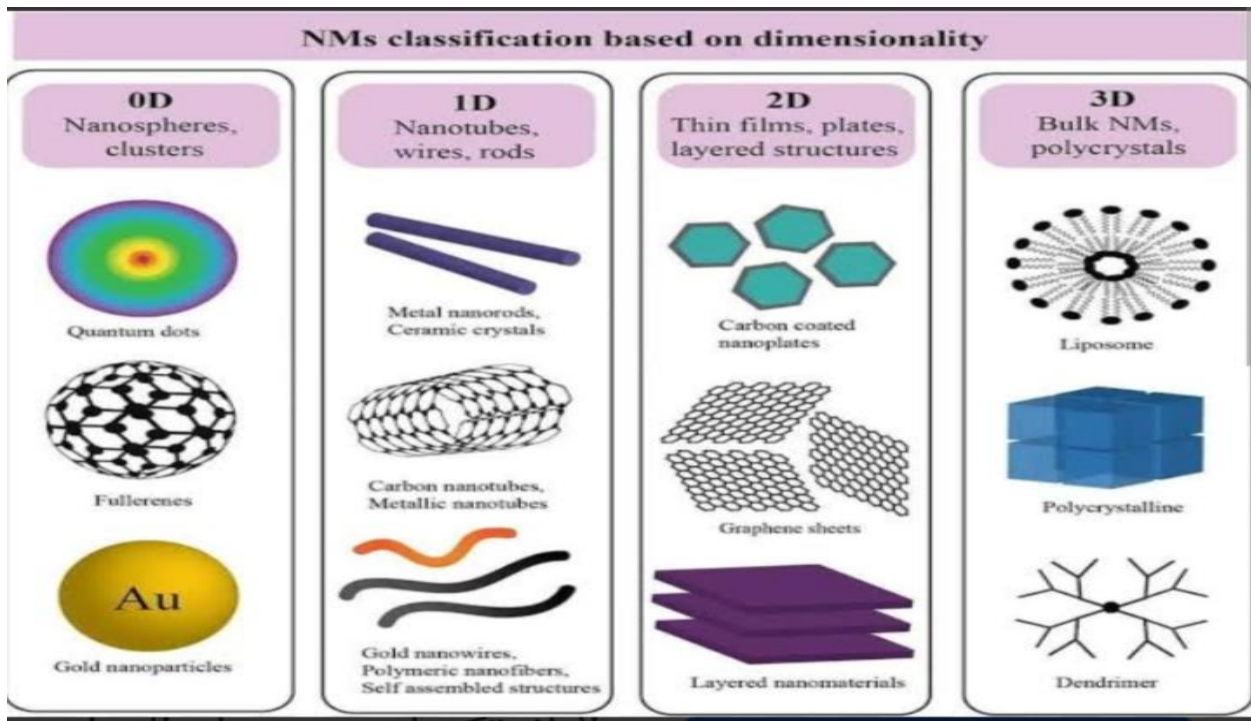 NMs classification based on dimensionality
0D
Nanospheres,
clusters
Quantum dots
Fullerenes
Au
Gold nanoparticles
1D
Nanotubes,
wires, rods
Metal nanorods,
Ceramic crystals
Carbon nanotubes,
Metallic nanotubes
Gold nanowires,
Polymeric nanofibers,
Self assembled structures
2D
Thin films, plates,
layered structures
Carbon coated
nanoplates
Graphene sheets
Layered nanomaterials
3D
Bulk NMs,
polycrystals
Liposome
Polycrystalline
Dendrimer